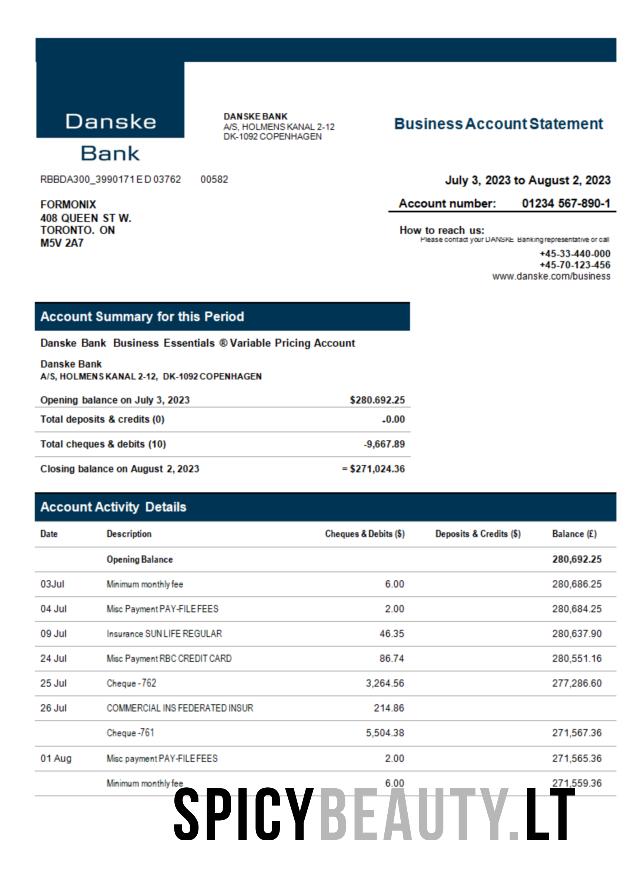 Danske
Bank
DANSKE BANK
A/S, HOLMENS KANAL 2-12
DK-1092 COPENHAGEN
Business Account Statement
RBBDA300_3990171 E D 03762 00582
July 3, 2023 to August 2, 2023
FORMONIX
408 QUEEN ST W.
TORONTO. ON
M5V 2A7
Account number: 01234 567-890-1
How to reach us:
Please contact your DANSKE Banking representative or call
+45-33-440-000
+45-70-123-456
www.danske.com/business
Account Summary for this Period
Danske Bank Business Essentials ® Variable Pricing Account
Danske Bank
A/S, HOLMENS KANAL 2-12, DK-1092 COPENHAGEN
Opening balance on July 3, 2023 $280.692.25
Total deposits & credits (0) -0.00
Total cheques & debits (10) -9,667.89
Closing balance on August 2, 2023 = $271,024.36
Account Activity Details
Date Description Cheques & Debits ($) Deposits & Credits ($) Balance (£)
Opening Balance 280,692.25
03Jul Minimum monthly fee 6.00 280,686.25
04 Jul Misc Payment PAY-FILE FEES 2.00 280,684.25
09 Jul Insurance SUN LIFE REGULAR 46.35 280,637.90
24 Jul Misc Payment RBC CREDIT CARD 86.74 280,551.16
25 Jul Cheque -762 3,264.56 277,286.60
26 Jul COMMERCIAL INS FEDERATED INSUR 214.86
Cheque -761 5,504.38 271,567.36
01 Aug Misc payment PAY-FILE FEES 2.00 271,565.36
Minimum monthly fee 6.00 271,559.36
SPICYBEAUTY.LT